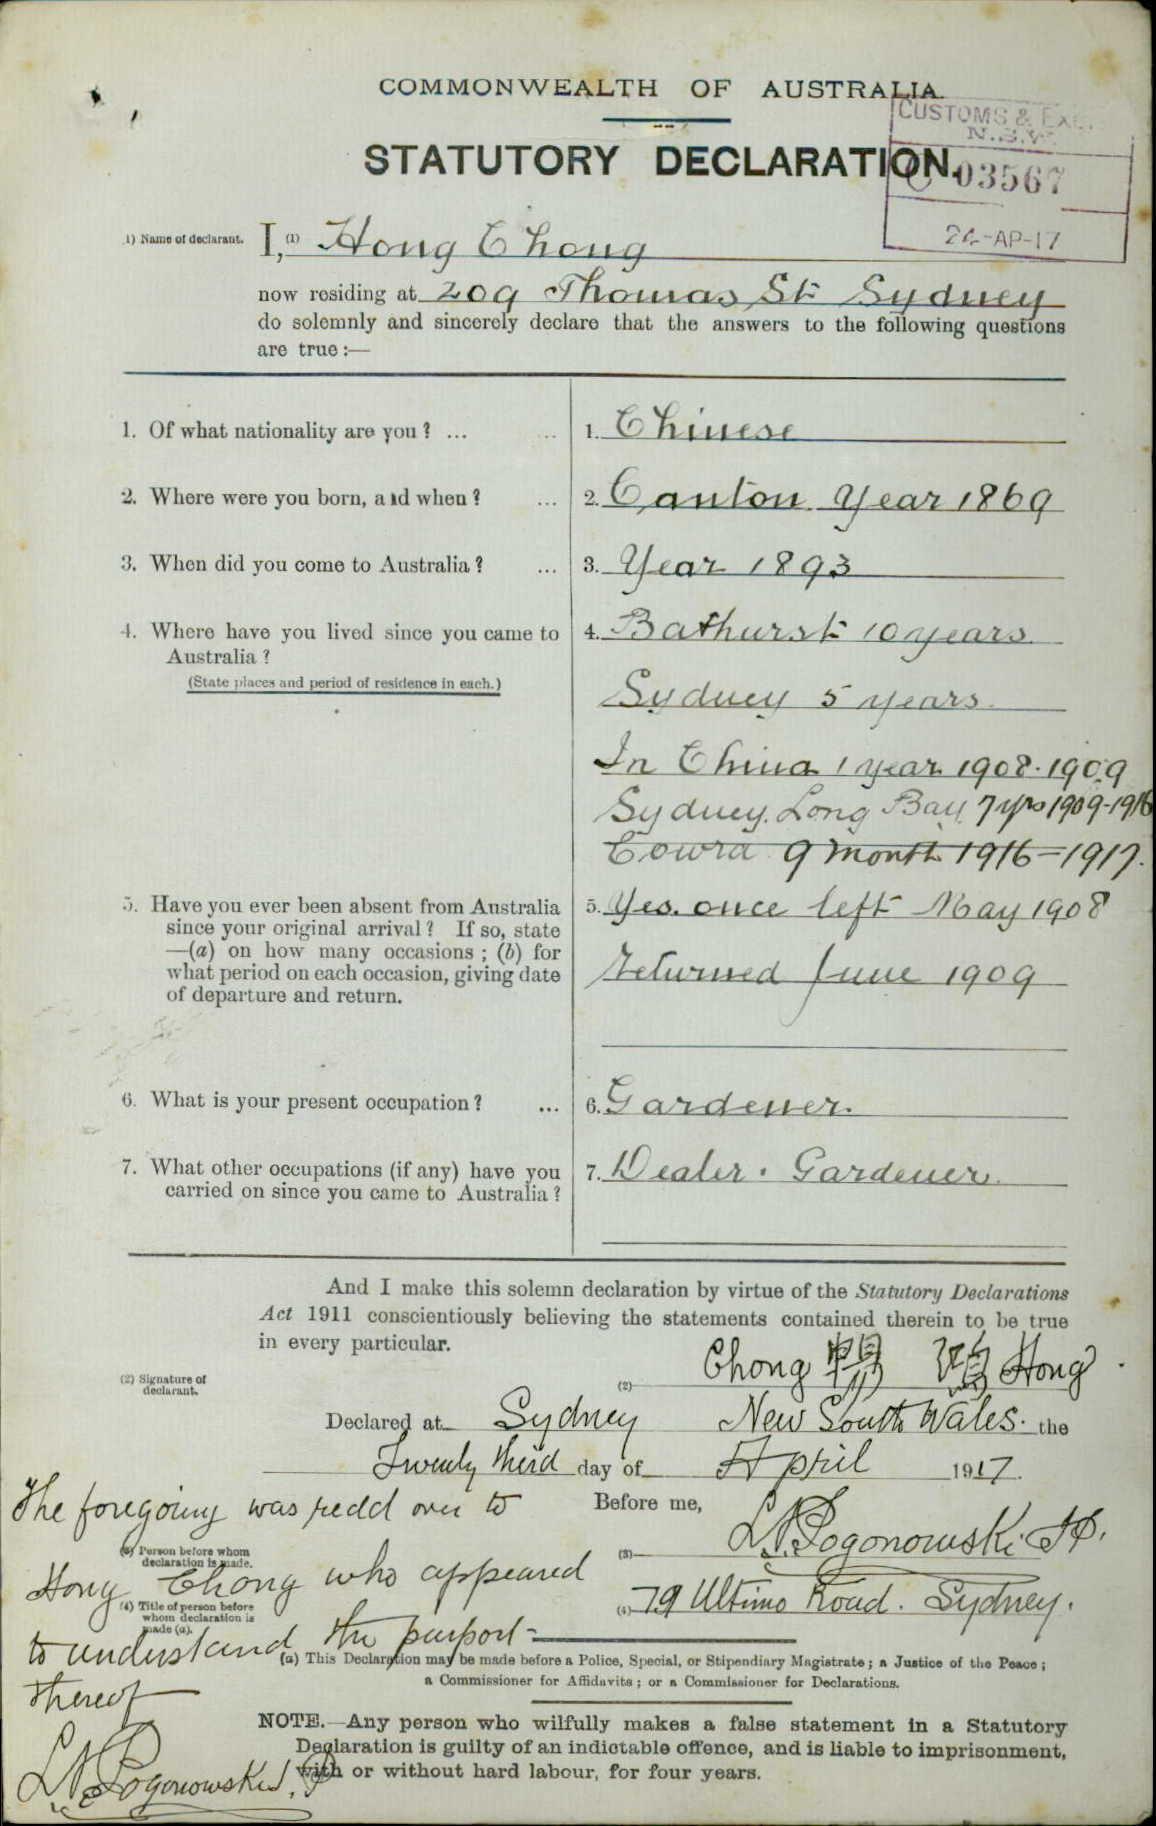 COMMONWEALTH OF AUSTRALIA.
CUSTOMS & EXC.
N.S.W.
STATUTORY DECLARATION.
C 03567
24-AP-17
(1) Name of declarant. I, (1) Hong Chong
now residing at 209 Thomas St Sydney
do solemnly and sincerely declare that the answers to the following questions
are true:—
1. Of what nationality are you? ... ... 1. Chinese
2. Where were you born, and when? ... 2. Canton Year 1869
3. When did you come to Australia? ... 3. Year 1893
4. Where have you lived since you came to 4. Bathurst 10 years
Australia?
(State places and period of residence in each.)
Sydney 5 years
In China 1 year 1908-1909
Sydney. Long Bay 7 yrs 1909-1916
Cowra 9 month 1916-1917.
5. Have you ever been absent from Australia 5. Yes. once left May 1908
since your original arrival? If so, state
—(a) on how many occasions; (b) for
what period on each occasion, giving date returned June 1909
of departure and return.
6. What is your present occupation? ... 6. Gardener.
7. What other occupations (if any) have you 7. Dealer. Gardener.
carried on since you came to Australia?
And I make this solemn declaration by virtue of the Statutory Declarations
Act 1911 conscientiously believing the statements contained therein to be true
in every particular.
(2) Signature of
declarant.
(2) Chong Hong
Declared at Sydney New South Wales. the
Twenty third day of April 1917.
The foregoing was redd over to Before me,
(3) Person before whom
declaration is made.
(3) L. N. Pogonowski. J.P.
Hong Chong who appeared
(4) Title of person before
whom declaration is
made (a).
(4) 79 Ultimo Road. Sydney.
to understand the purport
(a) This Declaration may be made before a Police, Special, or Stipendiary Magistrate; a Justice of the Peace;
a Commissioner for Affidavits; or a Commissioner for Declarations.
thereof
NOTE.—Any person who wilfully makes a false statement in a Statutory
Declaration is guilty of an indictable offence, and is liable to imprisonment,
with or without hard labour, for four years.
L. N. Pogonowski J.P.